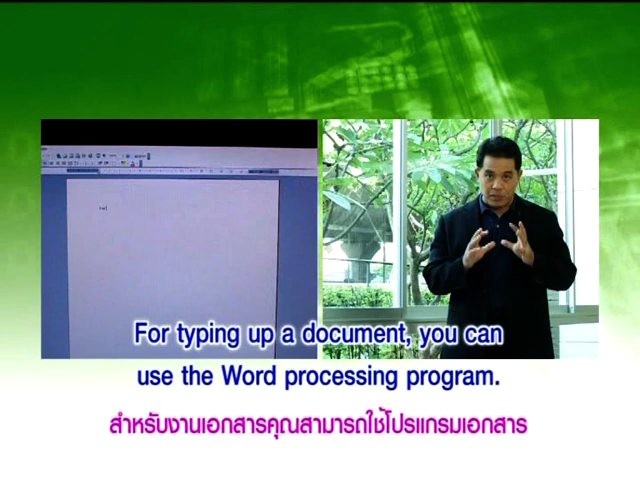 For typing up a document, you can
use the Word processing program.
สำหรับงานเอกสารคุณสามารถใช้โปรแกรมเอกสาร